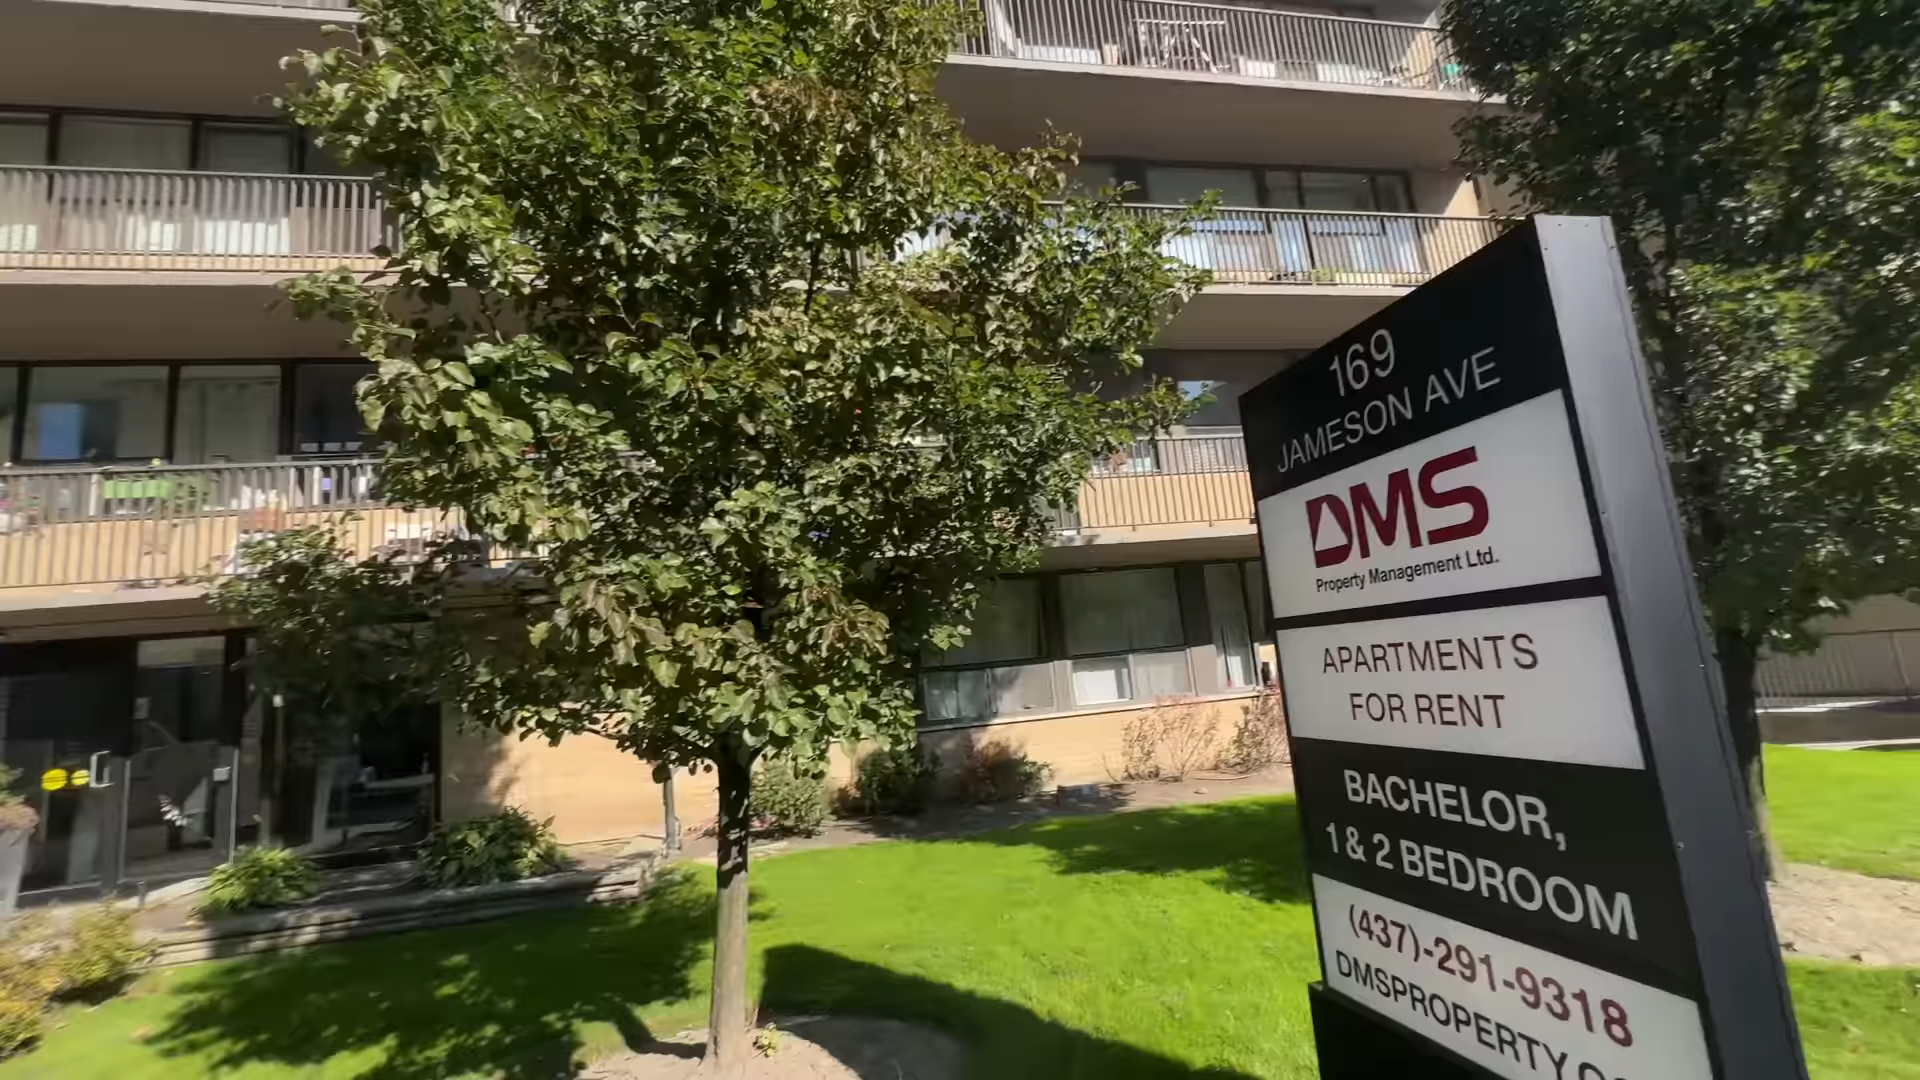 169
JAMESON AVE
DMS
Property Management Ltd.
APARTMENTS
FOR RENT
BACHELOR,
1 & 2 BEDROOM
(437)-291-9318